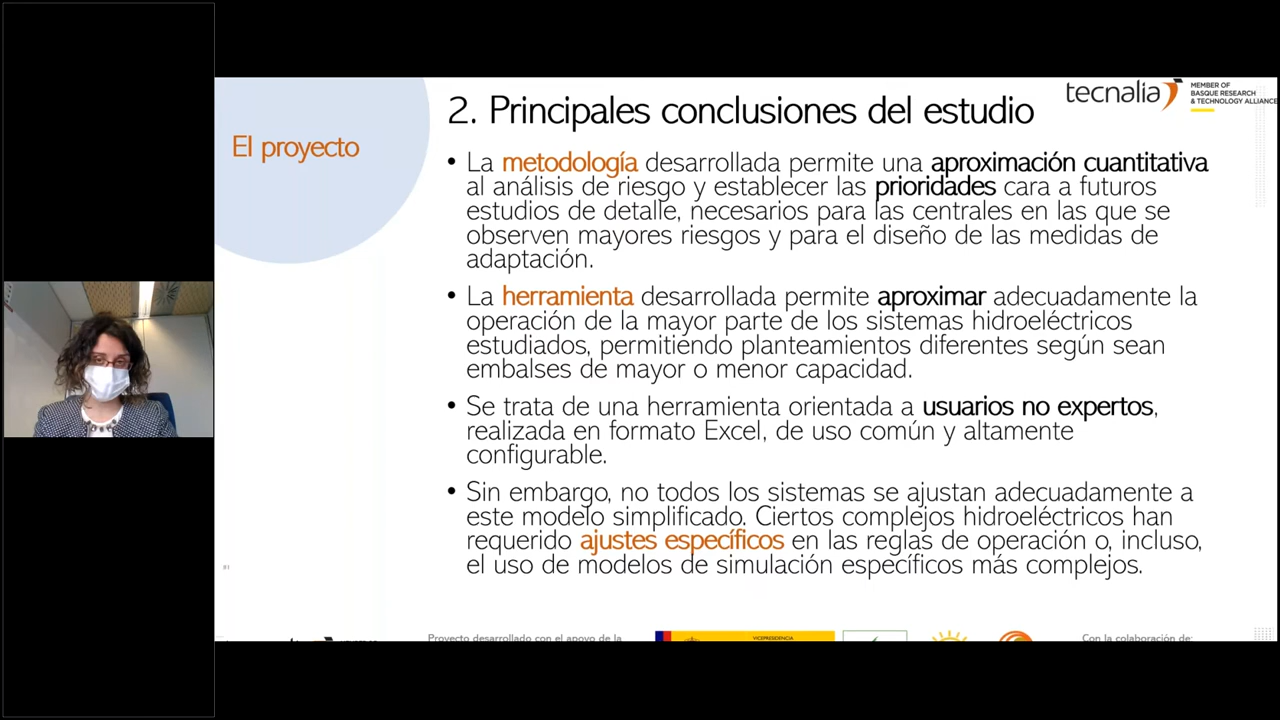 El proyecto
2. Principales conclusiones del estudio
tecnalia
MEMBER OF
BASQUE RESEARCH
& TECHNOLOGY ALLIANCE
• La metodología desarrollada permite una aproximación cuantitativa
al análisis de riesgo y establecer las prioridades cara a futuros
estudios de detalle, necesarios para las centrales en las que se
observen mayores riesgos y para el diseño de las medidas de
adaptación.
• La herramienta desarrollada permite aproximar adecuadamente la
operación de la mayor parte de los sistemas hidroeléctricos
estudiados, permitiendo planteamientos diferentes según sean
embalses de mayor o menor capacidad.
• Se trata de una herramienta orientada a usuarios no expertos,
realizada en formato Excel, de uso común y altamente
configurable.
• Sin embargo, no todos los sistemas se ajustan adecuadamente a
este modelo simplificado. Ciertos complejos hidroeléctricos han
requerido ajustes específicos en las reglas de operación o, incluso,
el uso de modelos de simulación específicos más complejos.
Proyecto desarrollado con el apoyo de la
VICEPRESIDENCIA
Con la colaboración de: